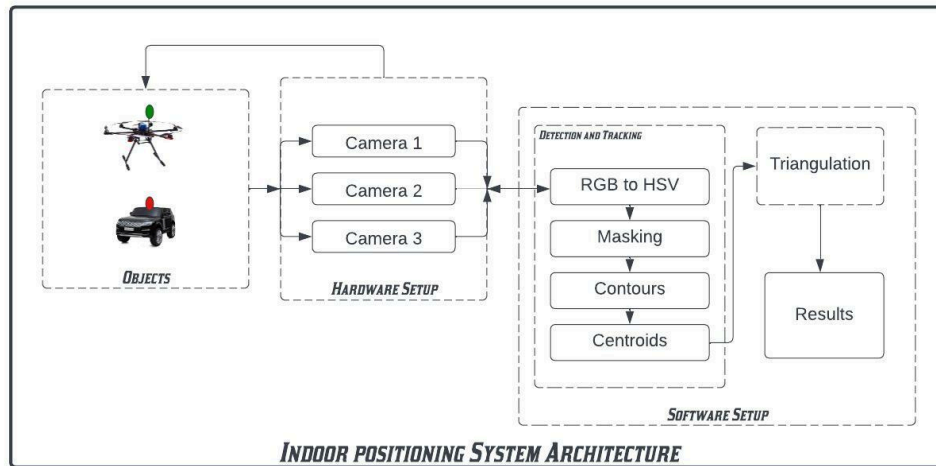 OBJECTS
Camera 1
Camera 2
Camera 3
HARDWARE SETUP
DETECTION AND TRACKING
RGB to HSV
Masking
Contours
Centroids
Triangulation
Results
SOFTWARE SETUP
INDOOR POSITIONING SYSTEM ARCHITECTURE